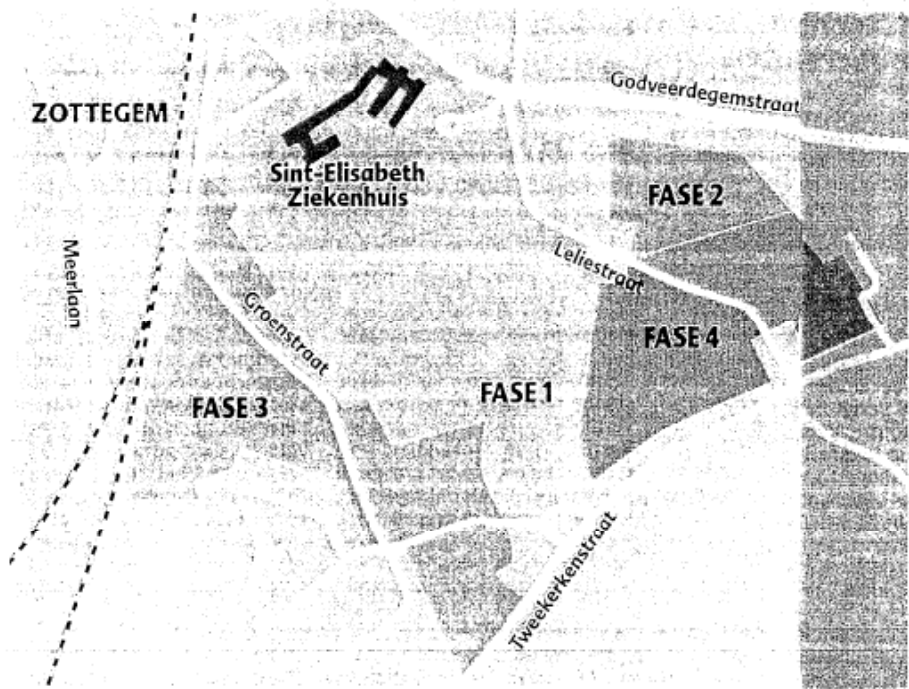 Godveerdegemstraat
ZOTTEGEM
Sint-Elisabeth
Ziekenhuis
FASE 2
Meerlaan
Leliestraat
Groenstraat
FASE 4
FASE 1
FASE 3
Tweekerkenstraat